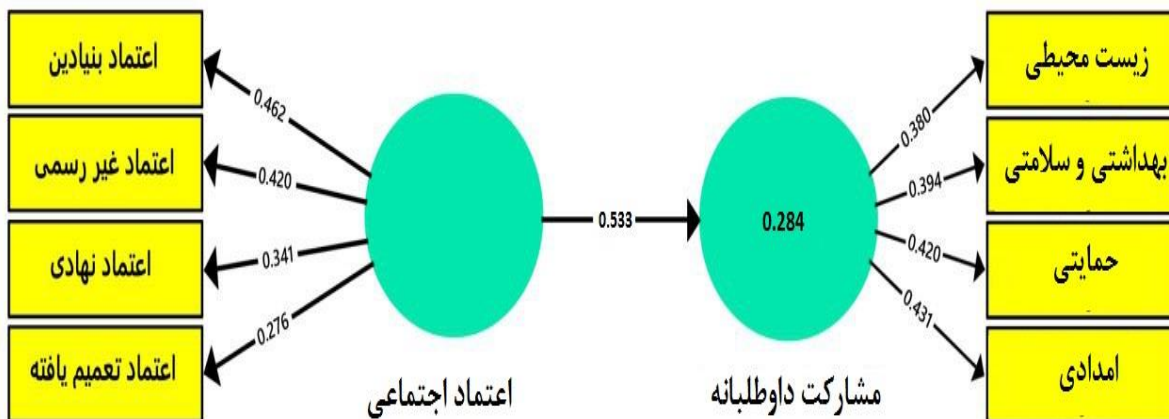 اعتماد بنیادین
اعتماد غیر رسمی
اعتماد نهادی
اعتماد تعمیم یافته
0.462
0.420
0.341
0.276
اعتماد اجتماعی
0.533
0.284
مشارکت داوطلبانه
0.380
0.394
0.420
0.431
زیست محیطی
بهداشتی و سلامتی
حمایتی
امدادی